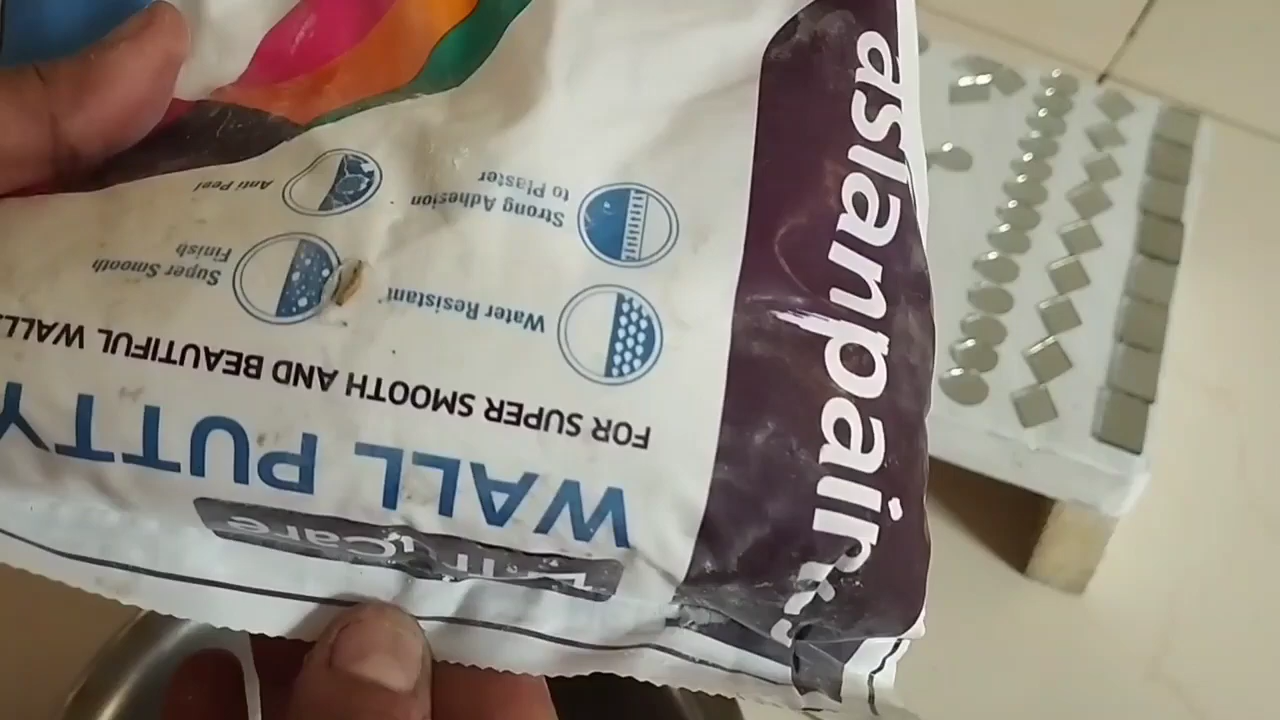 asianpaints
WALL PUTTY
FOR SUPER SMOOTH AND BEAUTIFUL WALLS
Water Resistant*
Super Smooth
Finish
Strong Adhesion
to Plaster
Anti Peel